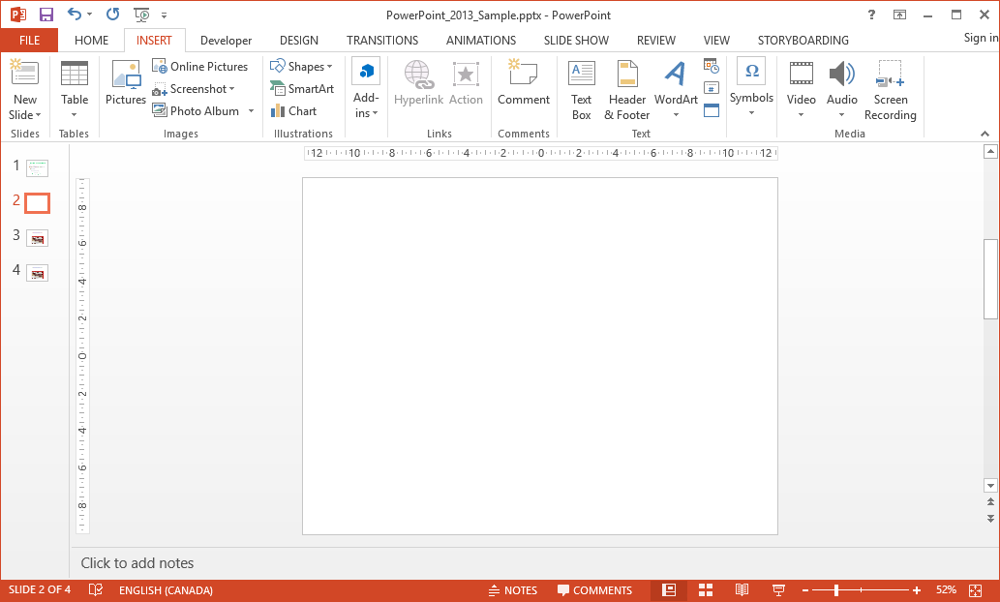 PowerPoint_2013_Sample.pptx - PowerPoint
FILE HOME INSERT Developer DESIGN TRANSITIONS ANIMATIONS SLIDE SHOW REVIEW VIEW STORYBOARDING Sign in
New Slide
Table
Pictures
Online Pictures
Screenshot
Photo Album
Shapes
SmartArt
Chart
Add-ins
Hyperlink
Action
Comment
Text Box
Header & Footer
WordArt
Symbols
Video
Audio
Screen Recording
Slides Tables Images Illustrations Links Comments Text Media
12 10 8 6 4 2 0 2 4 6 8 10 12
1
2
3
4
8
6
4
2
0
2
4
6
8
Click to add notes
SLIDE 2 OF 4 ENGLISH (CANADA) NOTES COMMENTS 52%